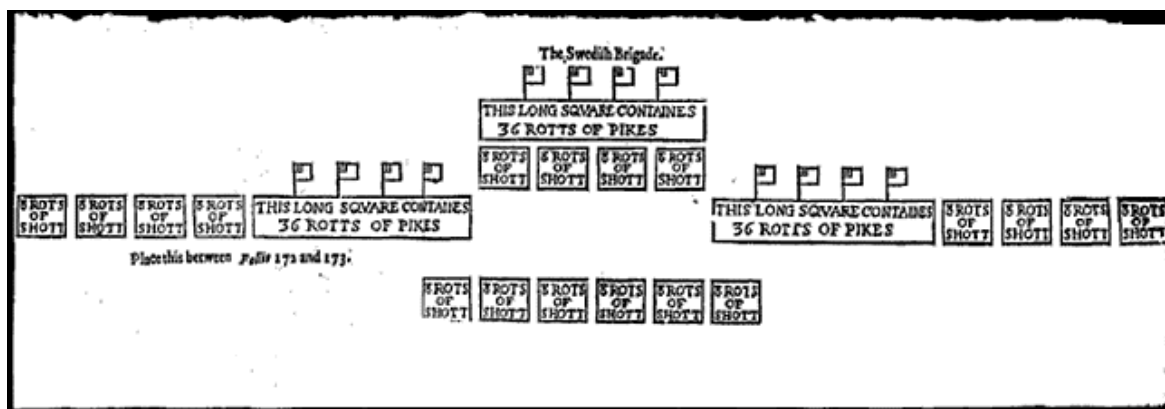 The Swedish Brigade.
THIS LONG SQVARE CONTAINES
36 ROTTS OF PIKES
8 ROTS
OF
SHOTT
8 ROTS
OF
SHOTT
8 ROTS
OF
SHOTT
8 ROTS
OF
SHOTT
8 ROTS
OF
SHOTT
8 ROTS
OF
SHOTT
8 ROTS
OF
SHOTT
8 ROTS
OF
SHOTT
THIS LONG SQVARE CONTAINES
36 ROTTS OF PIKES
THIS LONG SQVARE CONTAINES
36 ROTTS OF PIKES
8 ROTS
OF
SHOTT
8 ROTS
OF
SHOTT
8 ROTS
OF
SHOTT
8 ROTS
OF
SHOTT
Place this between 172 and 173.
8 ROTS
OF
SHOTT
8 ROTS
OF
SHOTT
8 ROTS
OF
SHOTT
8 ROTS
OF
SHOTT
8 ROTS
OF
SHOTT
8 ROTS
OF
SHOTT